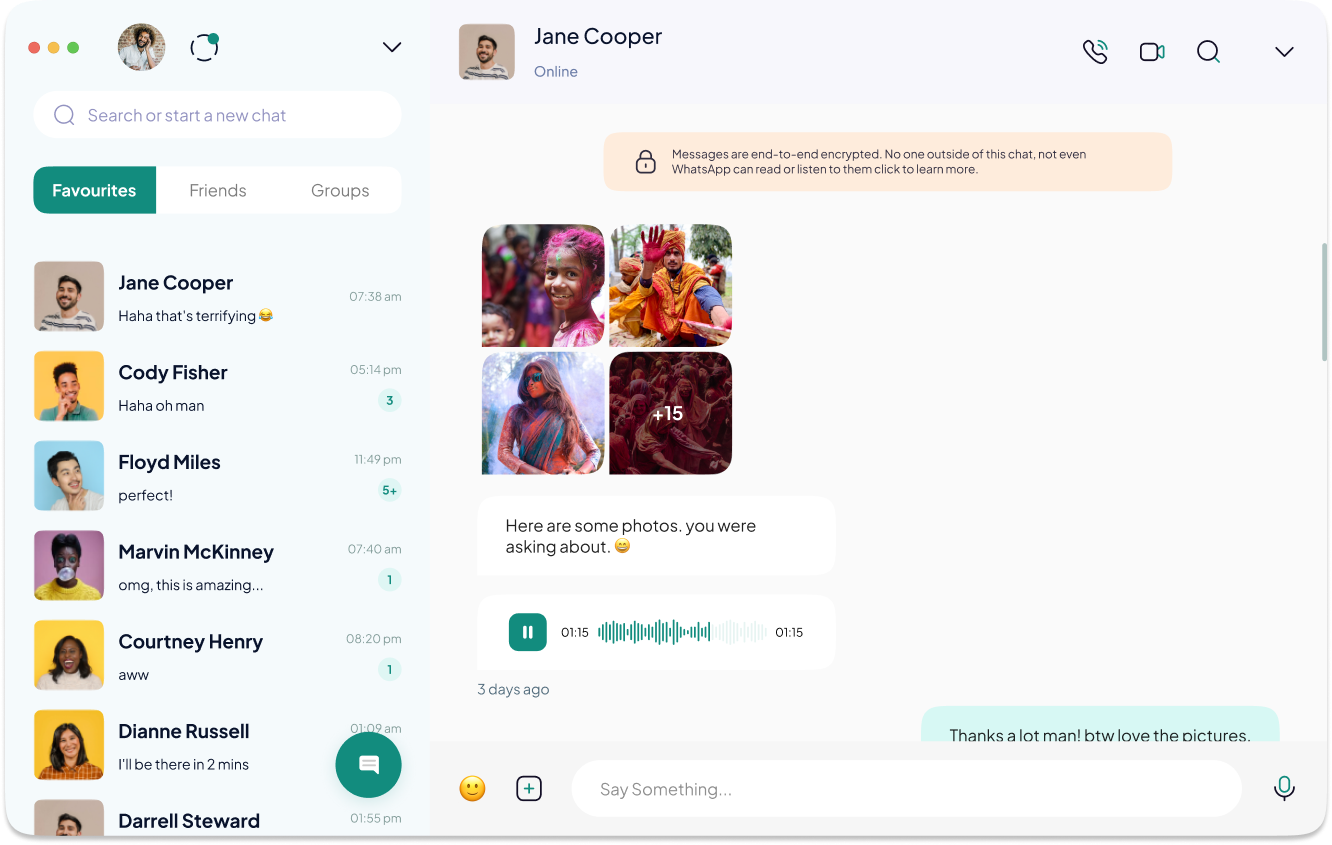 Search or start a new chat
Favourites
Friends
Groups
Jane Cooper
07:38 am
Haha that's terrifying😂
Cody Fisher
05:14 pm
Haha oh man
3
Floyd Miles
11:49 pm
perfect!
5+
Marvin McKinney
07:40 am
omg, this is amazing...
1
Courtney Henry
08:20 pm
aww
1
Dianne Russell
01:09 am
I'll be there in 2 mins
Darrell Steward
01:55 pm
Jane Cooper
Online
Messages are end-to-end encrypted. No one outside of this chat, not even
WhatsApp can read or listen to them click to learn more.
+15
Here are some photos. you were
asking about. 😄
01:15
01:15
3 days ago
Thanks a lot man! btw love the pictures.
Say Something...